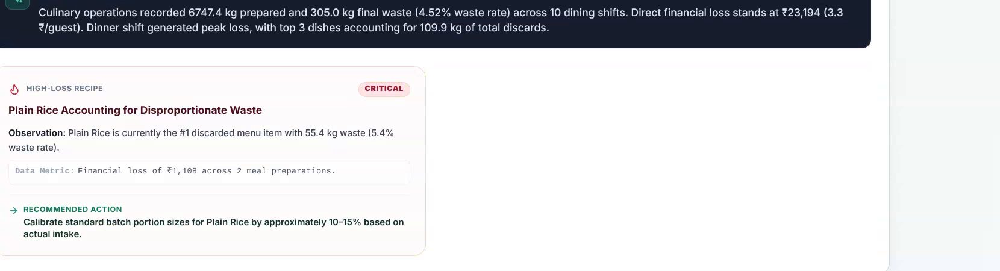 Culinary operations recorded 6747.4 kg prepared and 305.0 kg final waste (4.52% waste rate) across 10 dining shifts. Direct financial loss stands at ₹23,194 (3.3
₹/guest). Dinner shift generated peak loss, with top 3 dishes accounting for 109.9 kg of total discards.
HIGH-LOSS RECIPE
CRITICAL
Plain Rice Accounting for Disproportionate Waste
Observation: Plain Rice is currently the #1 discarded menu item with 55.4 kg waste (5.4%
waste rate).
Data Metric: Financial loss of ₹1,108 across 2 meal preparations.
RECOMMENDED ACTION
Calibrate standard batch portion sizes for Plain Rice by approximately 10–15% based on
actual intake.